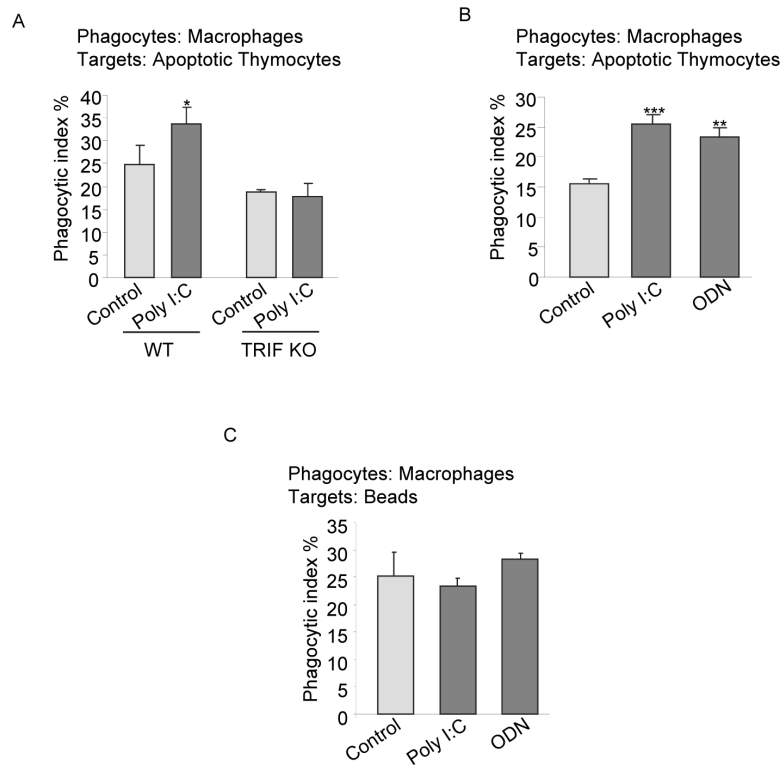 A
Phagocytes: Macrophages
Targets: Apoptotic Thymocytes
Phagocytic index %
40
35
30
25
20
15
10
5
0
*
Control
Poly I:C
Control
Poly I:C
WT
TRIF KO
B
Phagocytes: Macrophages
Targets: Apoptotic Thymocytes
Phagocytic index %
30
25
20
15
10
5
0
***
**
Control
Poly I:C
ODN
C
Phagocytes: Macrophages
Targets: Beads
Phagocytic index %
35
30
25
20
15
10
5
0
Control
Poly I:C
ODN